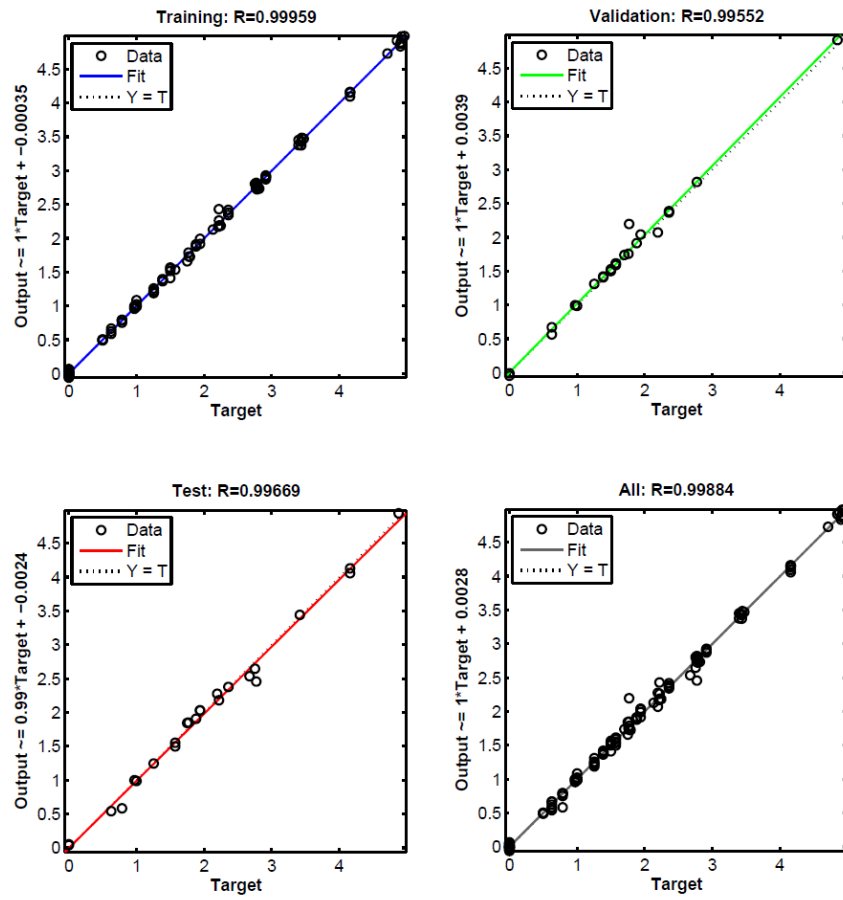 Training: R=0.99959
Output ~= 1*Target + −0.00035
Data
Fit
Y = T
4.5
4
3.5
3
2.5
2
1.5
1
0.5
0
0 1 2 3 4
Target
Validation: R=0.99552
Output ~= 1*Target + 0.0039
Data
Fit
Y = T
4.5
4
3.5
3
2.5
2
1.5
1
0.5
0
0 1 2 3 4
Target
Test: R=0.99669
Output ~= 0.99*Target + −0.0024
Data
Fit
Y = T
4.5
4
3.5
3
2.5
2
1.5
1
0.5
0
0 1 2 3 4
Target
All: R=0.99884
Output ~= 1*Target + 0.0028
Data
Fit
Y = T
4.5
4
3.5
3
2.5
2
1.5
1
0.5
0
0 1 2 3 4
Target